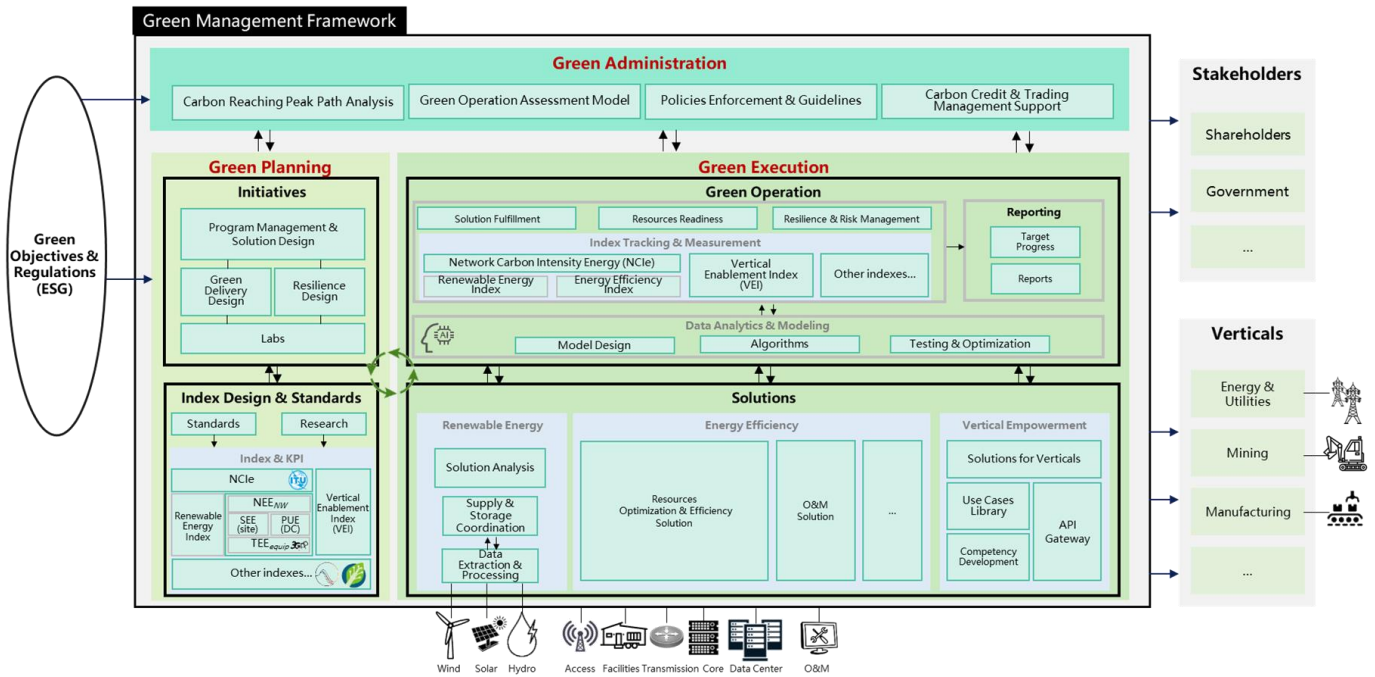 Green Management Framework
Green
Objectives &
Regulations
(ESG)
Green Administration
Carbon Reaching Peak Path Analysis
Green Operation Assessment Model
Policies Enforcement & Guidelines
Carbon Credit & Trading
Management Support
Green Planning
Initiatives
Program Management &
Solution Design
Green
Delivery
Design
Resilience
Design
Labs
Index Design & Standards
Standards
Research
Index & KPI
NCIe
ITU
Renewable
Energy
Index
NEE NW
SEE
(site)
PUE
(DC)
TEE equip
Vertical
Enablement
Index
(VEI)
Other indexes...
Green Execution
Green Operation
Solution Fulfillment
Resources Readiness
Resilience & Risk Management
Index Tracking & Measurement
Network Carbon Intensity Energy (NCIe)
Renewable Energy
Index
Energy Efficiency
Index
Vertical
Enablement Index
(VEI)
Other indexes...
Reporting
Target
Progress
Reports
AI
Data Analytics & Modeling
Model Design
Algorithms
Testing & Optimization
Solutions
Renewable Energy
Solution Analysis
Supply &
Storage
Coordination
Data
Extraction &
Processing
Energy Efficiency
Resources
Optimization & Efficiency
Solution
O&M
Solution
...
Vertical Empowerment
Solutions for Verticals
Use Cases
Library
Competency
Development
API
Gateway
Wind
Solar
Hydro
Access
Facilities
Transmission
Core
Data Center
O&M
Stakeholders
Shareholders
Government
...
Verticals
Energy &
Utilities
Mining
Manufacturing
...